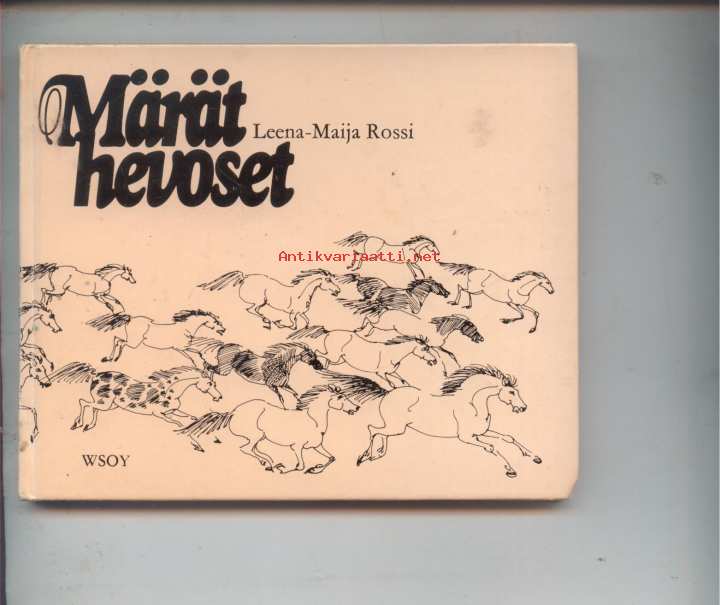 Märät
Leena-Maija Rossi
hevoset
Antikvariaatti.net
WSOY